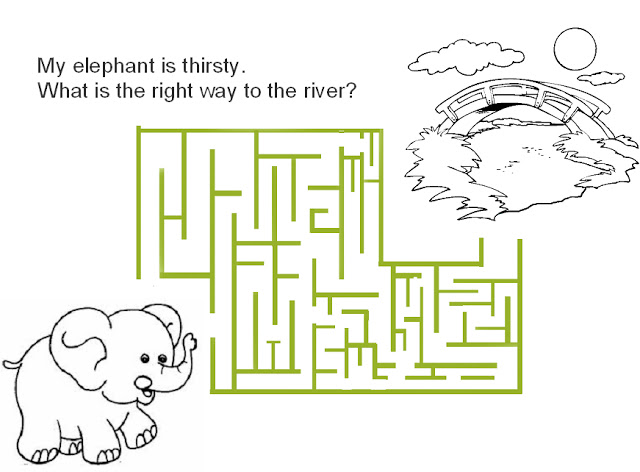 My elephant is thirsty.
What is the right way to the river?